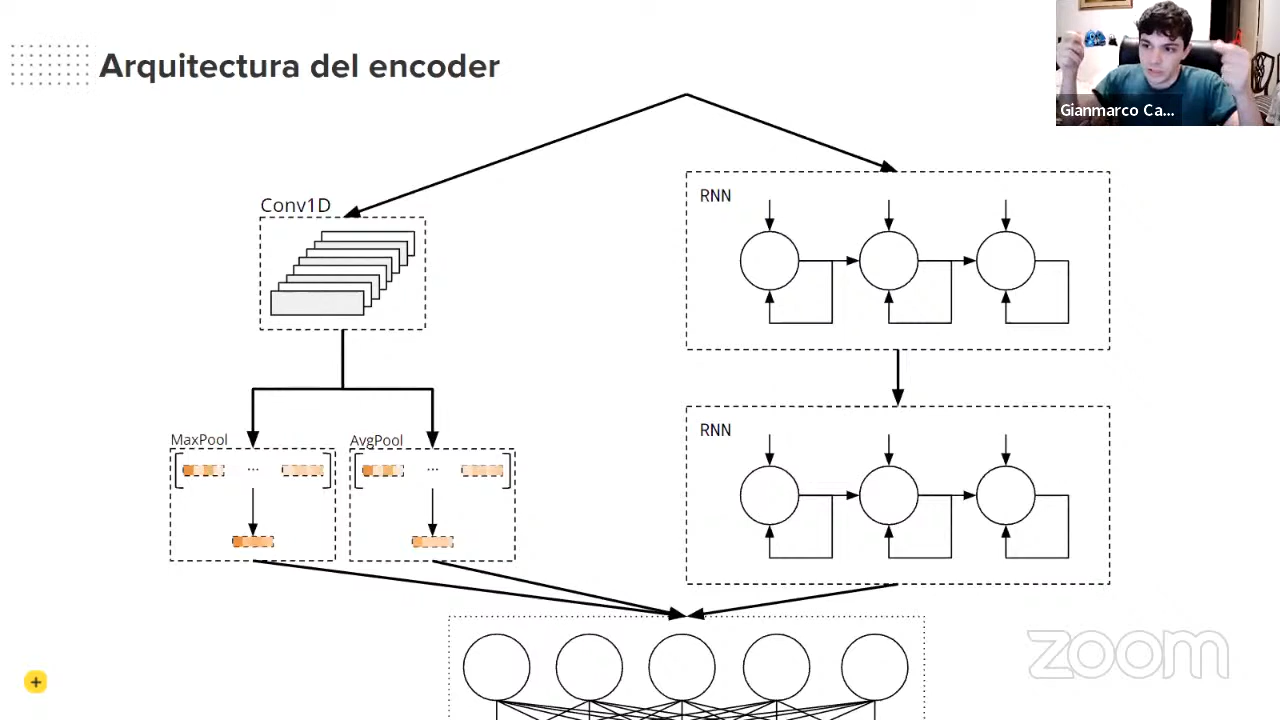 Arquitectura del encoder
Gianmarco Ca...
Conv1D
RNN
MaxPool
AvgPool
...
...
RNN
zoom